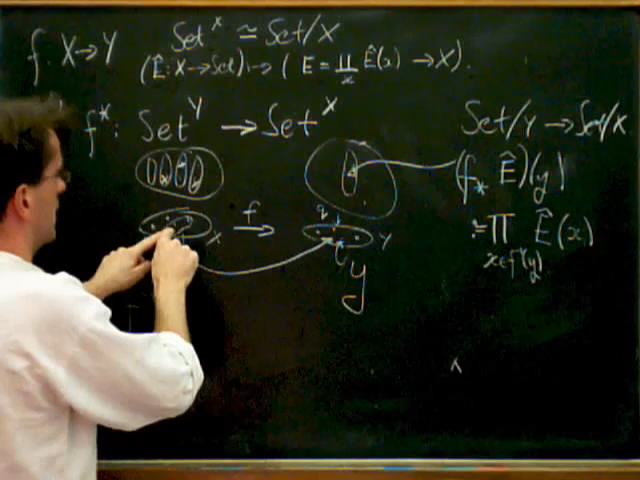 f: X → Y
Set^X ≃ Set/X
(Ê: X → Set) ↦ (E = ∐_x Ê(x) → X).
f*: Set^Y → Set^X
Set/Y → Set/X
(f_* Ê)(y)
:= ∏_{x∈f⁻¹(y)} Ê(x)
f
X
Y
y